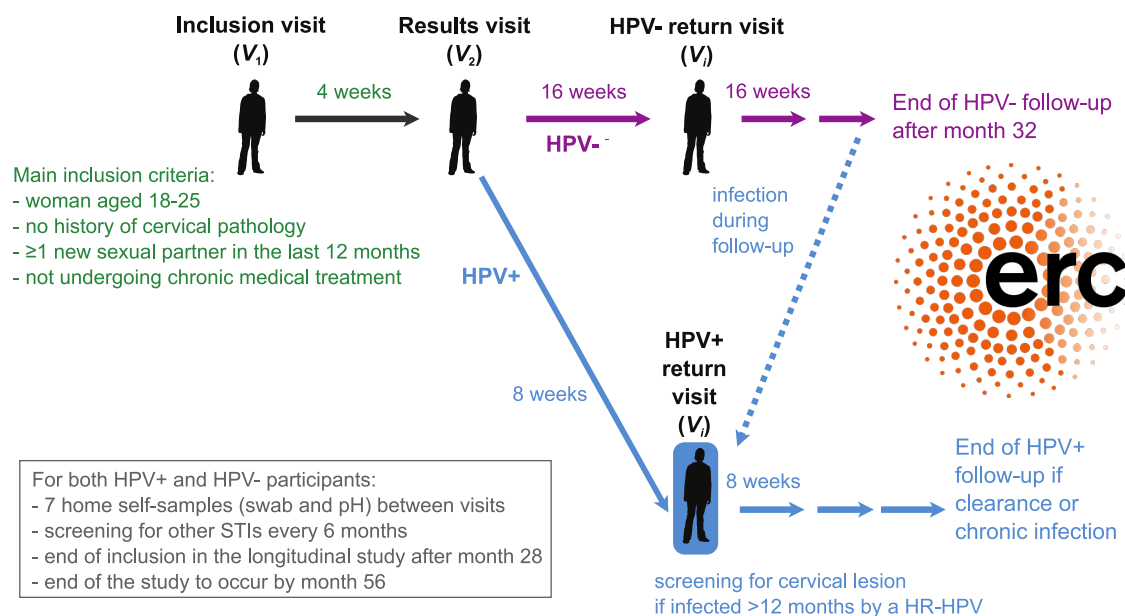 Inclusion visit
(V1)
Results visit
(V2)
HPV- return visit
(Vi)
4 weeks
16 weeks
HPV- -
16 weeks
End of HPV- follow-up
after month 32
Main inclusion criteria:
- woman aged 18-25
- no history of cervical pathology
- ≥1 new sexual partner in the last 12 months
- not undergoing chronic medical treatment
infection
during
follow-up
erc
HPV+
8 weeks
HPV+
return
visit
(Vi)
8 weeks
End of HPV+
follow-up if
clearance or
chronic infection
screening for cervical lesion
if infected >12 months by a HR-HPV
For both HPV+ and HPV- participants:
- 7 home self-samples (swab and pH) between visits
- screening for other STIs every 6 months
- end of inclusion in the longitudinal study after month 28
- end of the study to occur by month 56